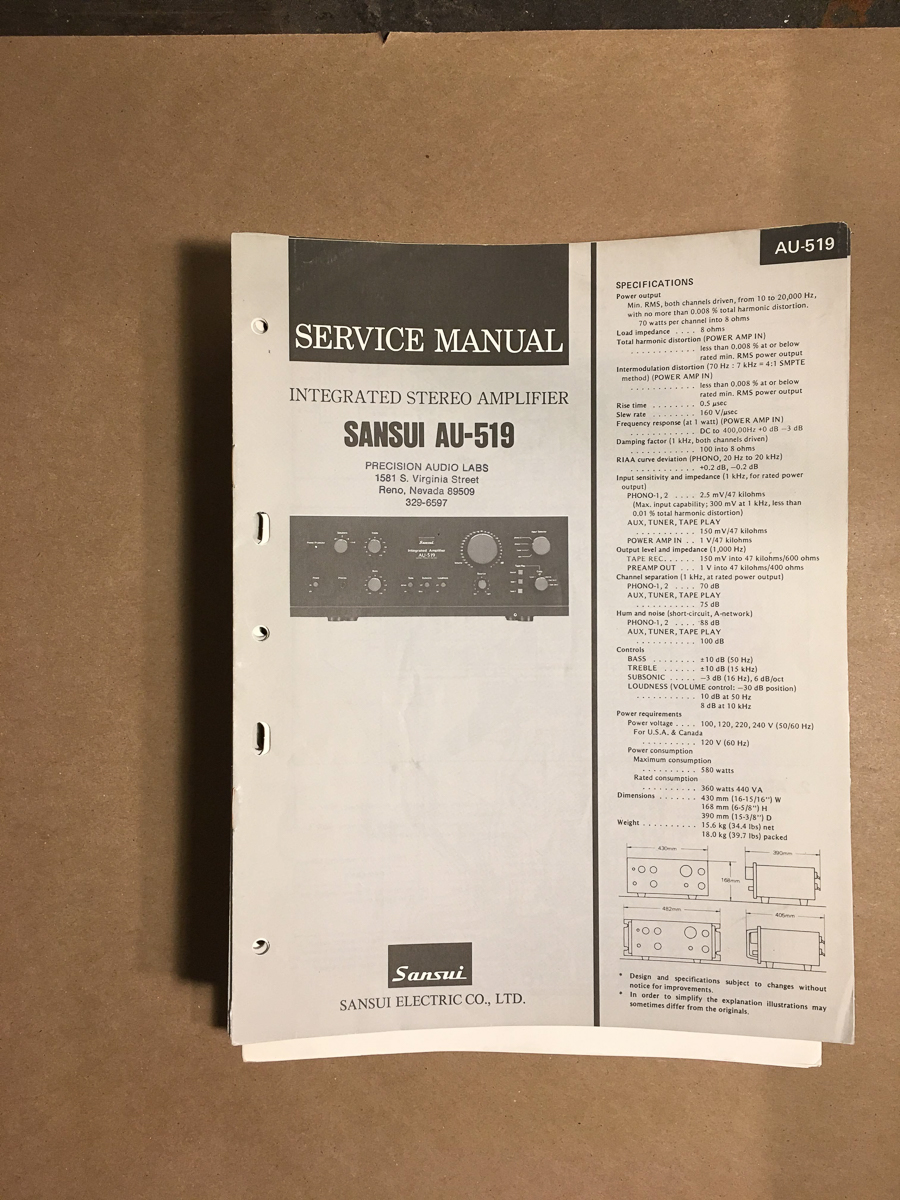 SERVICE MANUAL
INTEGRATED STEREO AMPLIFIER
SANSUI AU-519
PRECISION AUDIO LABS
1581 S. Virginia Street
Reno, Nevada 89509
329-6597
Sansui
Integrated Amplifier
AU-519
Sansui
SANSUI ELECTRIC CO., LTD.
AU-519
SPECIFICATIONS
Power output
Min. RMS, both channels driven, from 10 to 20,000 Hz,
with no more than 0.008 % total harmonic distortion.
70 watts per channel into 8 ohms
Load impedance . . . . 8 ohms
Total harmonic distortion (POWER AMP IN)
. . . . . . . . . . . . less than 0.008 % at or below
rated min. RMS power output
Intermodulation distortion (70 Hz : 7 kHz = 4:1 SMPTE
method) (POWER AMP IN)
. . . . . . . . . . . . less than 0.008 % at or below
rated min. RMS power output
Rise time . . . . . . . . 0.5 μsec
Slew rate . . . . . . . . 160 V/μsec
Frequency response (at 1 watt) (POWER AMP IN)
. . . . . . . . . . . . DC to 400,00Hz +0 dB −3 dB
Damping factor (1 kHz, both channels driven)
. . . . . . . . . . . . 100 into 8 ohms
RIAA curve deviation (PHONO, 20 Hz to 20 kHz)
. . . . . . . . . . . . +0.2 dB, −0.2 dB
Input sensitivity and impedance (1 kHz, for rated power
output)
PHONO-1, 2 . . . . 2.5 mV/47 kilohms
(Max. input capability; 300 mV at 1 kHz, less than
0.01 % total harmonic distortion)
AUX, TUNER, TAPE PLAY
. . . . . . . . . . . 150 mV/47 kilohms
POWER AMP IN . . . 1 V/47 kilohms
Output level and impedance (1,000 Hz)
TAPE REC. . . . . . 150 mV into 47 kilohms/600 ohms
PREAMP OUT . . . 1 V into 47 kilohms/400 ohms
Channel separation (1 kHz, at rated power output)
PHONO-1, 2 . . . . 70 dB
AUX, TUNER, TAPE PLAY
. . . . . . . . . . . 75 dB
Hum and noise (short-circuit, A-network)
PHONO-1, 2 . . . . 88 dB
AUX, TUNER, TAPE PLAY
. . . . . . . . . . . 100 dB
Controls
BASS . . . . . . . . ±10 dB (50 Hz)
TREBLE . . . . . . ±10 dB (15 kHz)
SUBSONIC . . . . . −3 dB (16 Hz), 6 dB/oct
LOUDNESS (VOLUME control: −30 dB position)
. . . . . . . . . . . 10 dB at 50 Hz
8 dB at 10 kHz
Power requirements
Power voltage . . . . 100, 120, 220, 240 V (50/60 Hz)
For U.S.A. & Canada
. . . . . . . . . . 120 V (60 Hz)
Power consumption
Maximum consumption
. . . . . . . . . . 580 watts
Rated consumption
. . . . . . . . . . 360 watts 440 VA
Dimensions . . . . . . . 430 mm (16-15/16") W
168 mm (6-5/8") H
390 mm (15-3/8") D
Weight . . . . . . . . . . 15.6 kg (34.4 lbs) net
18.0 kg (39.7 lbs) packed
430mm
390mm
168mm
482mm
405mm
* Design and specifications subject to changes without
notice for improvements.
* In order to simplify the explanation illustrations may
sometimes differ from the originals.